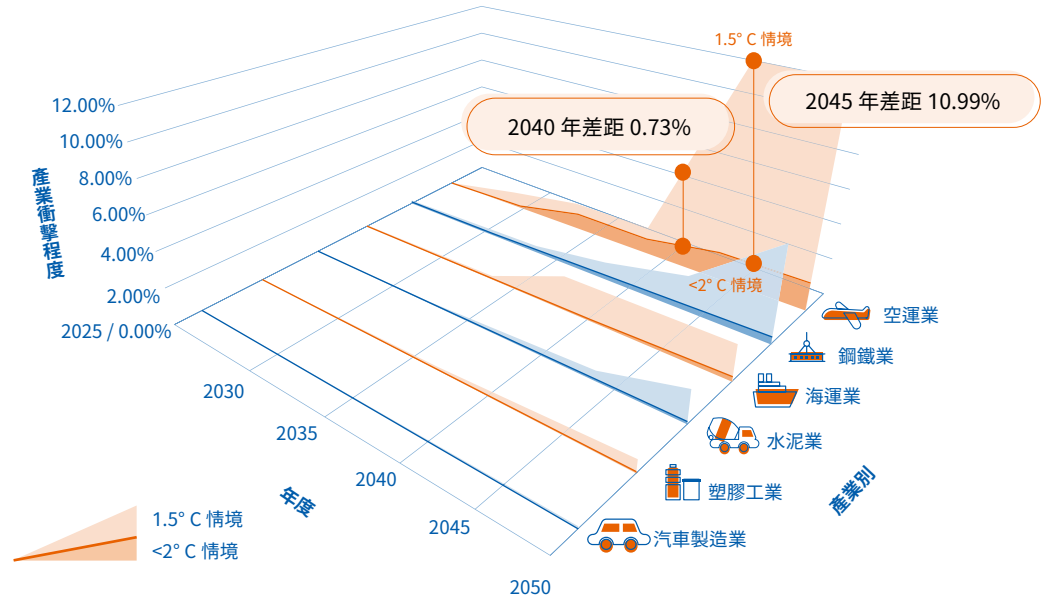 1.5° C 情境
2045 年差距 10.99%
2040 年差距 0.73%
12.00%
10.00%
8.00%
6.00%
4.00%
2.00%
2025 / 0.00%
產業衝擊程度
<2° C 情境
空運業
鋼鐵業
海運業
水泥業
塑膠工業
汽車製造業
產業別
2030
2035
2040
2045
2050
年度
1.5° C 情境
<2° C 情境